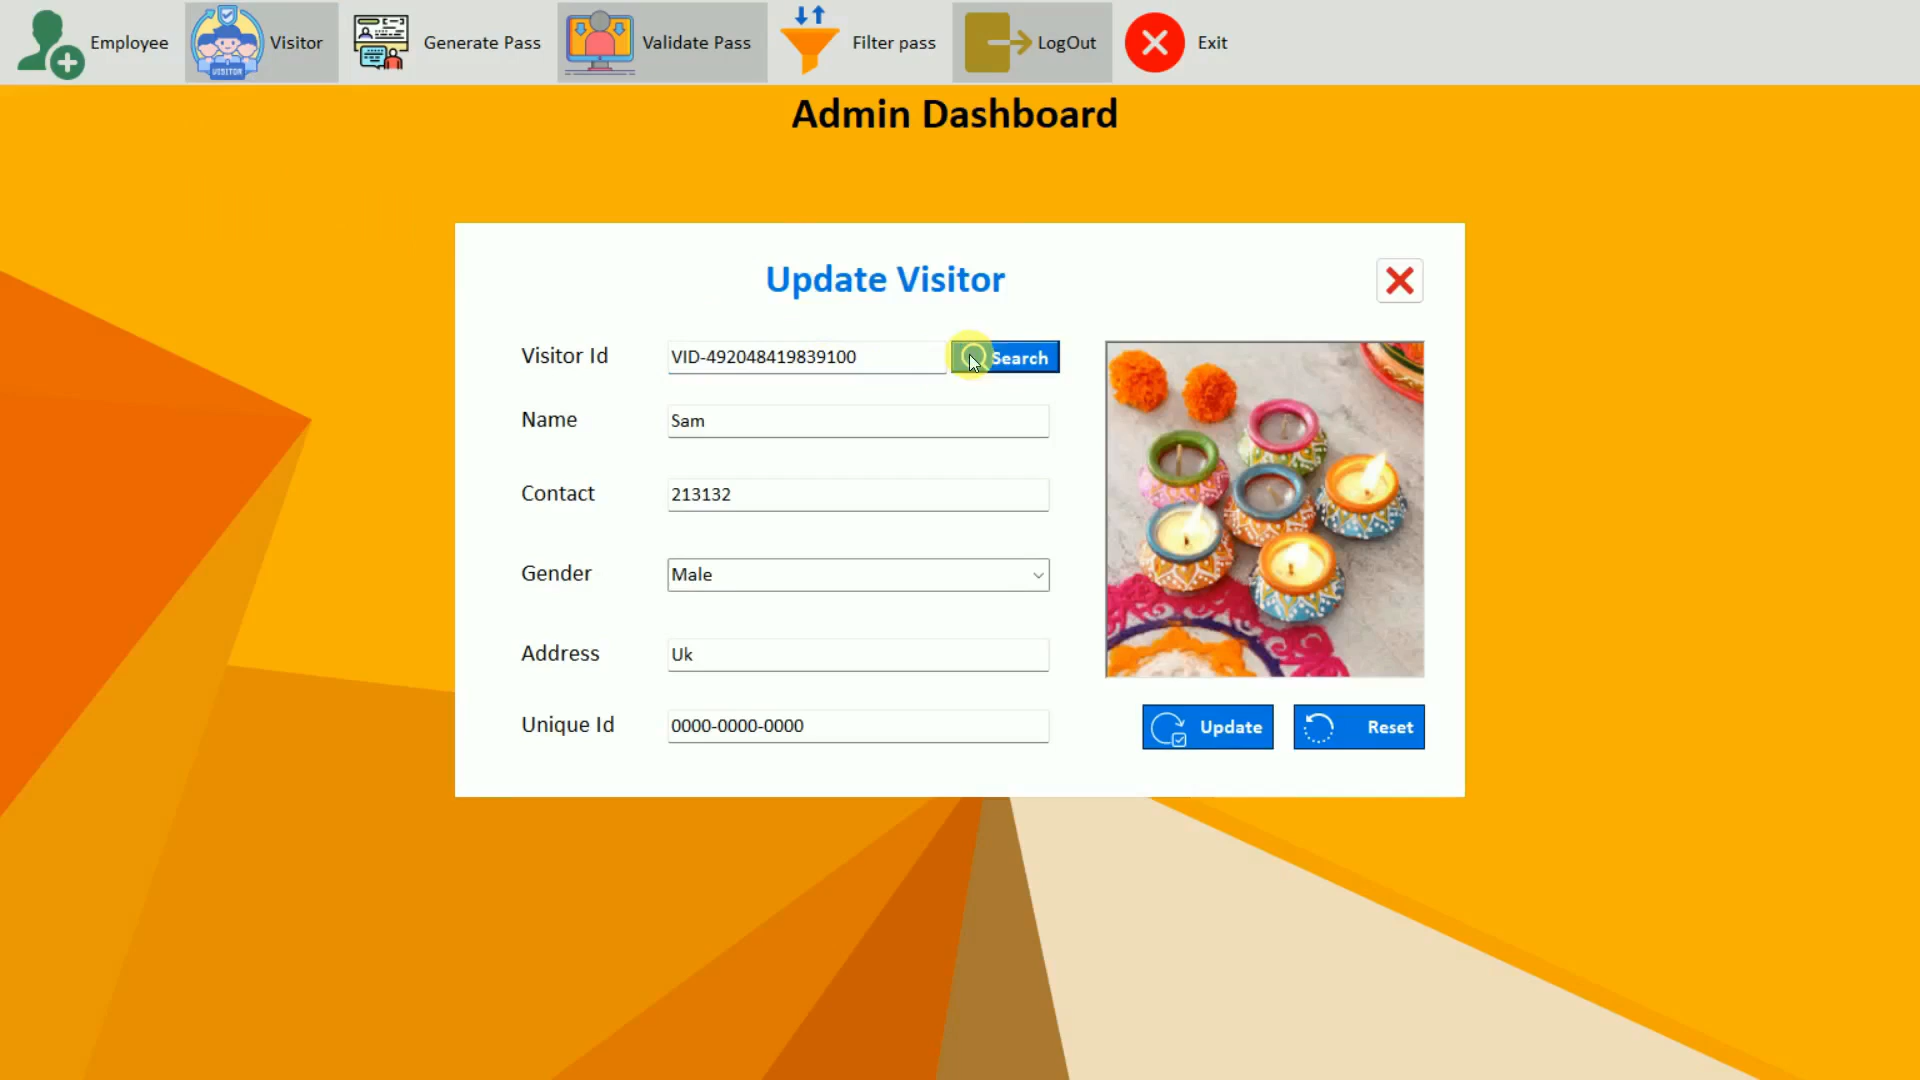 Employee
VISITOR
Visitor
Generate Pass
Validate Pass
Filter pass
LogOut
Exit
Admin Dashboard
Update Visitor
Visitor Id
VID-492048419839100
Search
Name
Sam
Contact
213132
Gender
Male
Address
Uk
Unique Id
0000-0000-0000
Update
Reset